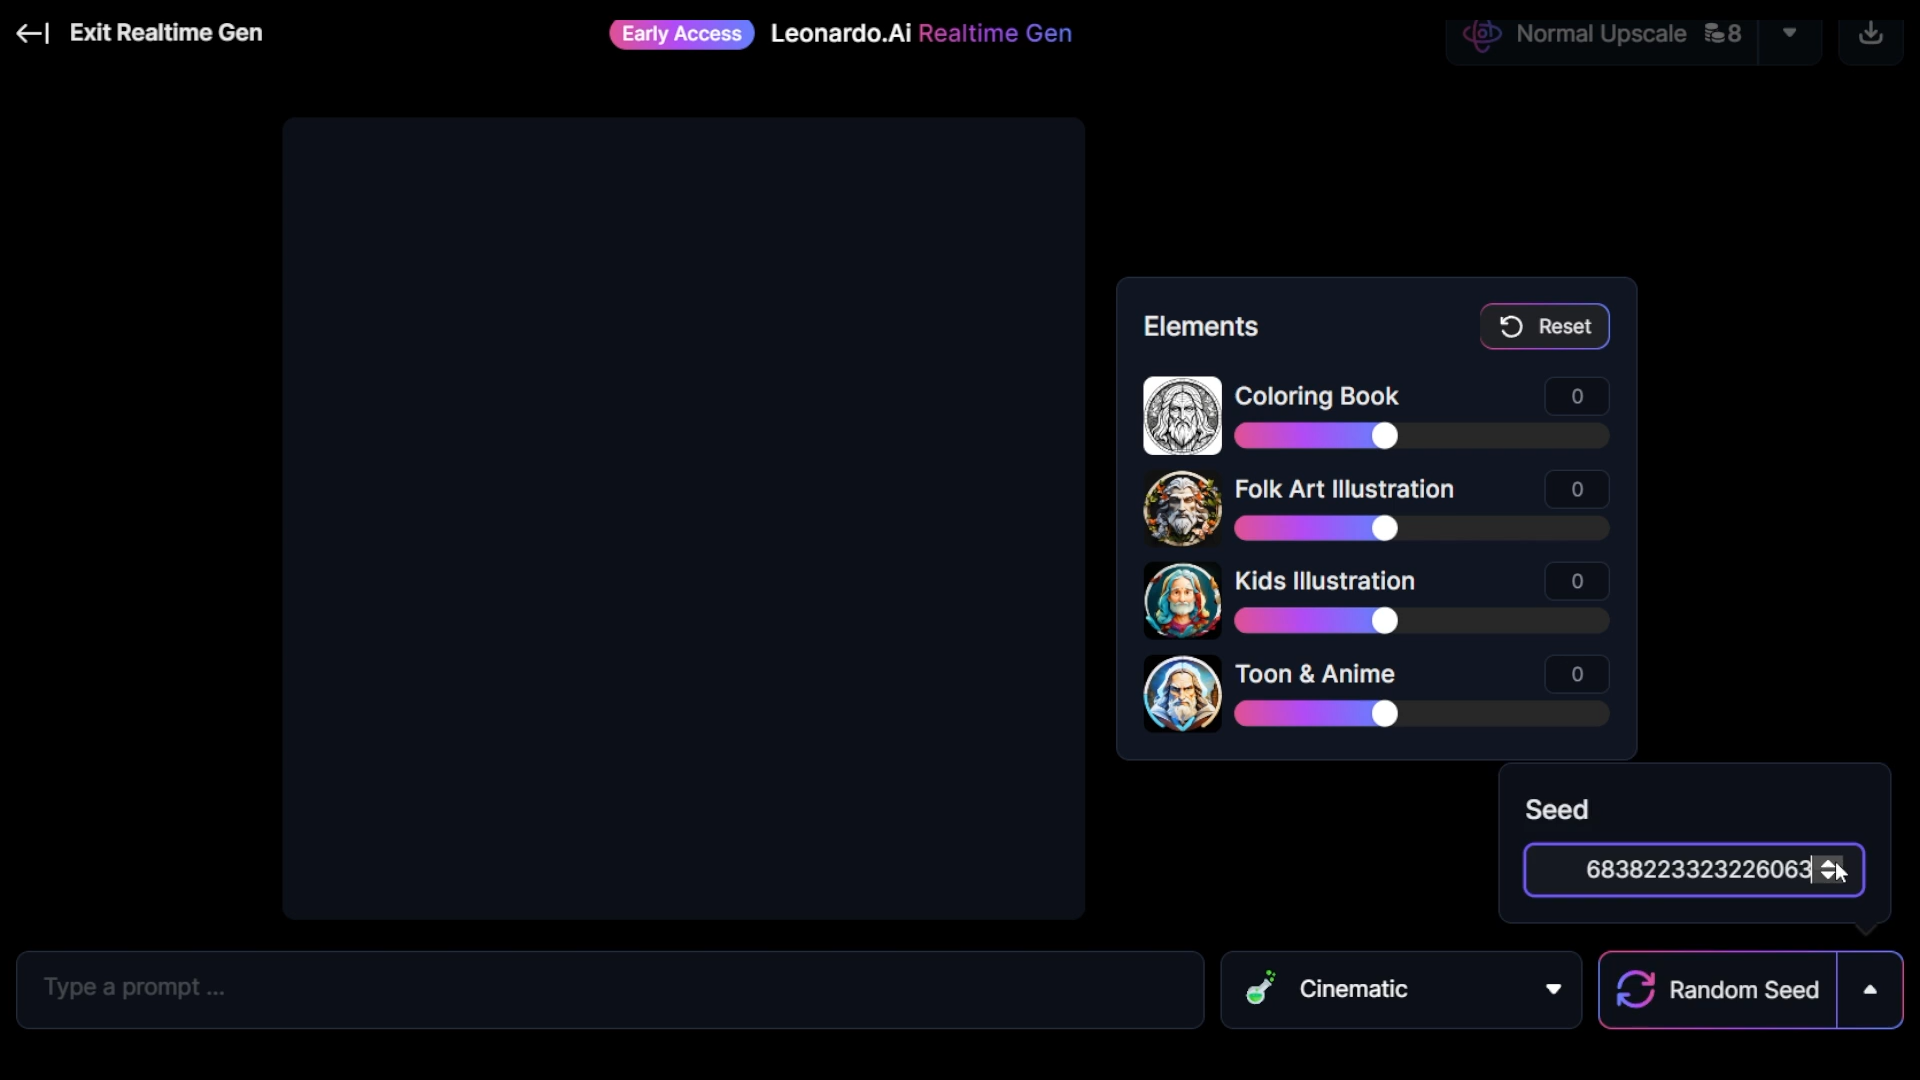 Exit Realtime Gen
Early Access Leonardo.Ai Realtime Gen
Normal Upscale 8
Elements
Reset
Coloring Book 0
Folk Art Illustration 0
Kids Illustration 0
Toon & Anime 0
Seed
6838223323226063
Type a prompt ...
Cinematic
Random Seed